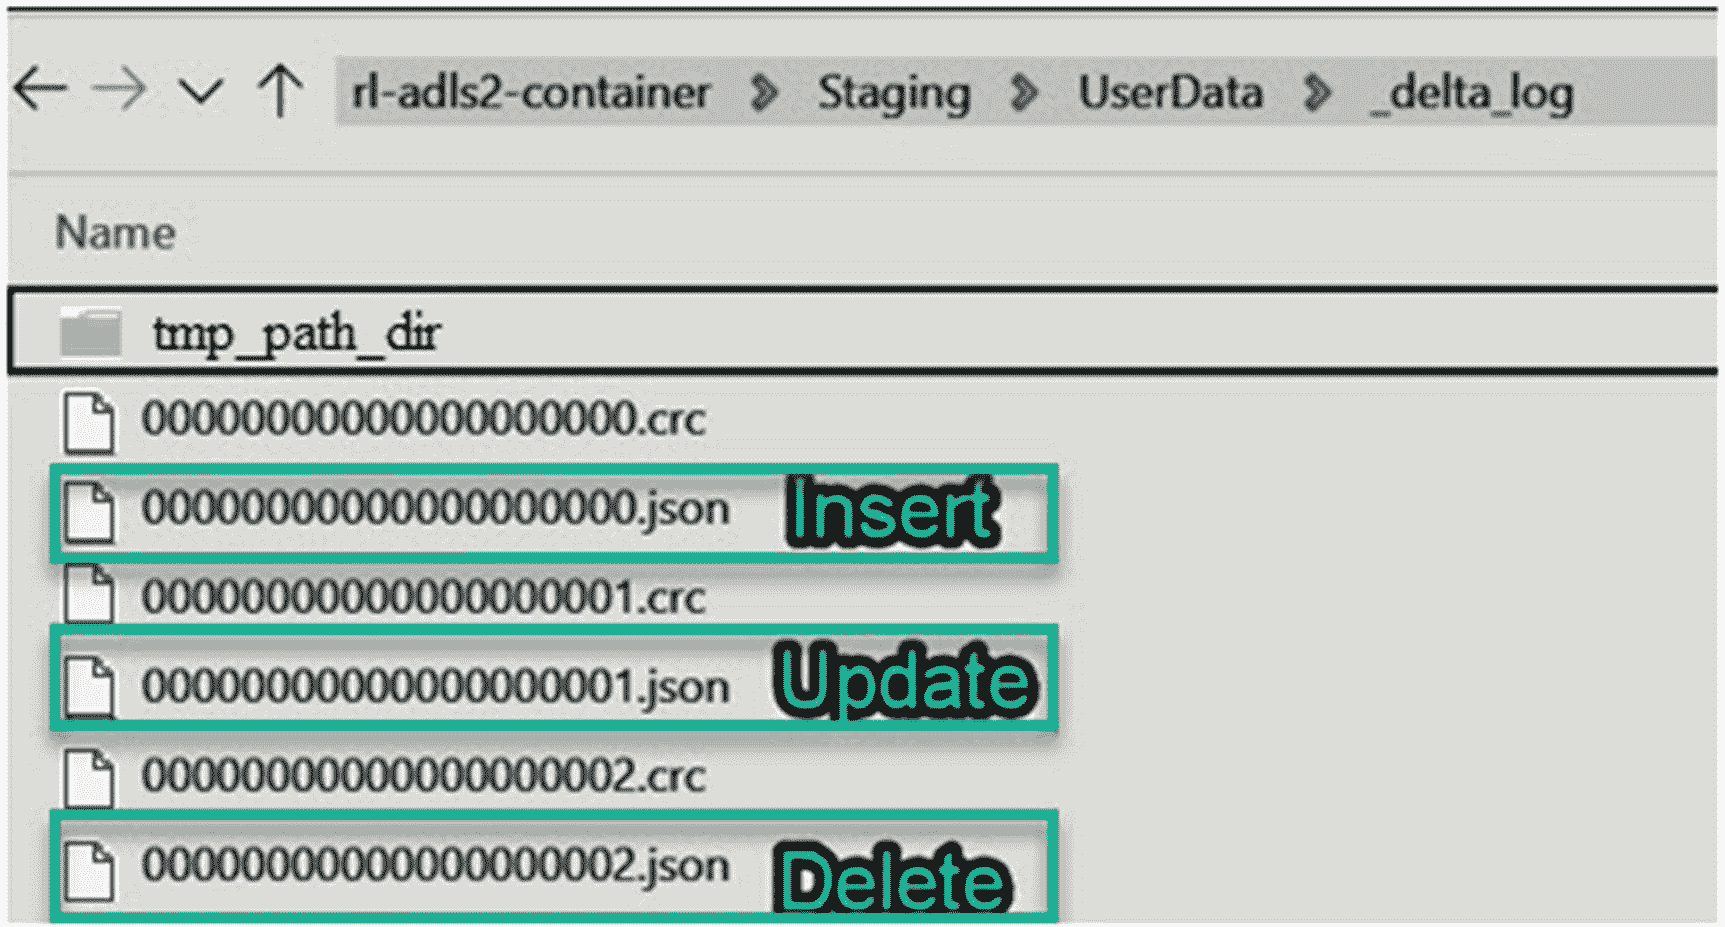 rl-adls2-container > Staging > UserData > _delta_log
Name
tmp_path_dir
00000000000000000000.crc
00000000000000000000.json Insert
00000000000000000001.crc
00000000000000000001.json Update
00000000000000000002.crc
00000000000000000002.json Delete